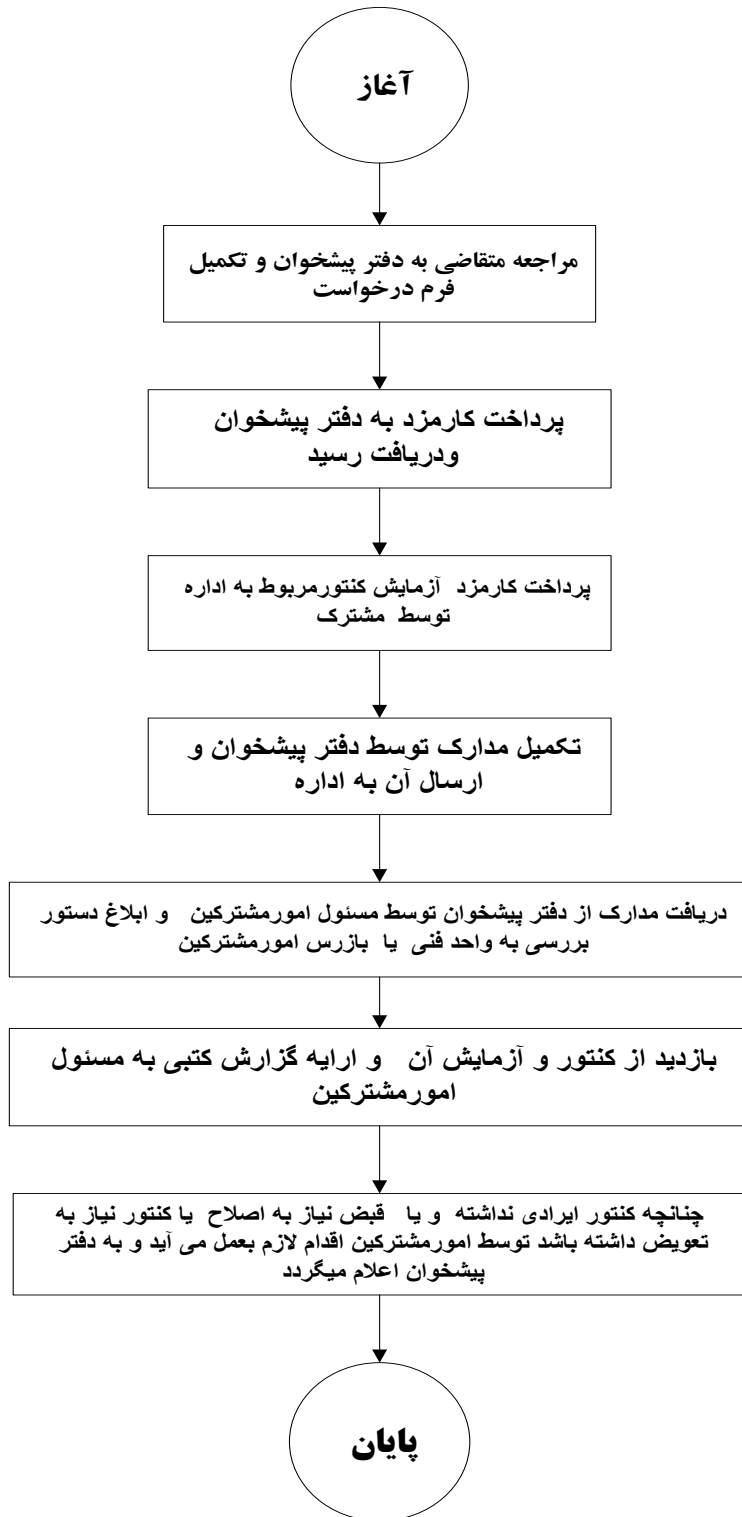 آغاز
مراجعه متقاضی به دفتر پیشخوان و تکمیل
فرم درخواست
پرداخت کارمزد به دفتر پیشخوان
ودریافت رسید
پرداخت کارمزد آزمایش کنتورمربوط به اداره
توسط مشترک
تکمیل مدارک توسط دفتر پیشخوان و
ارسال آن به اداره
دریافت مدارک از دفتر پیشخوان توسط مسئول امورمشترکین و ابلاغ دستور
بررسی به واحد فنی یا بازرس امورمشترکین
بازدید از کنتور و آزمایش آن و ارایه گزارش کتبی به مسئول
امورمشترکین
چنانچه کنتور ایرادی نداشته و یا قبض نیاز به اصلاح یا کنتور نیاز به
تعویض داشته باشد توسط امورمشترکین اقدام لازم بعمل می آید و به دفتر
پیشخوان اعلام میگردد
پایان